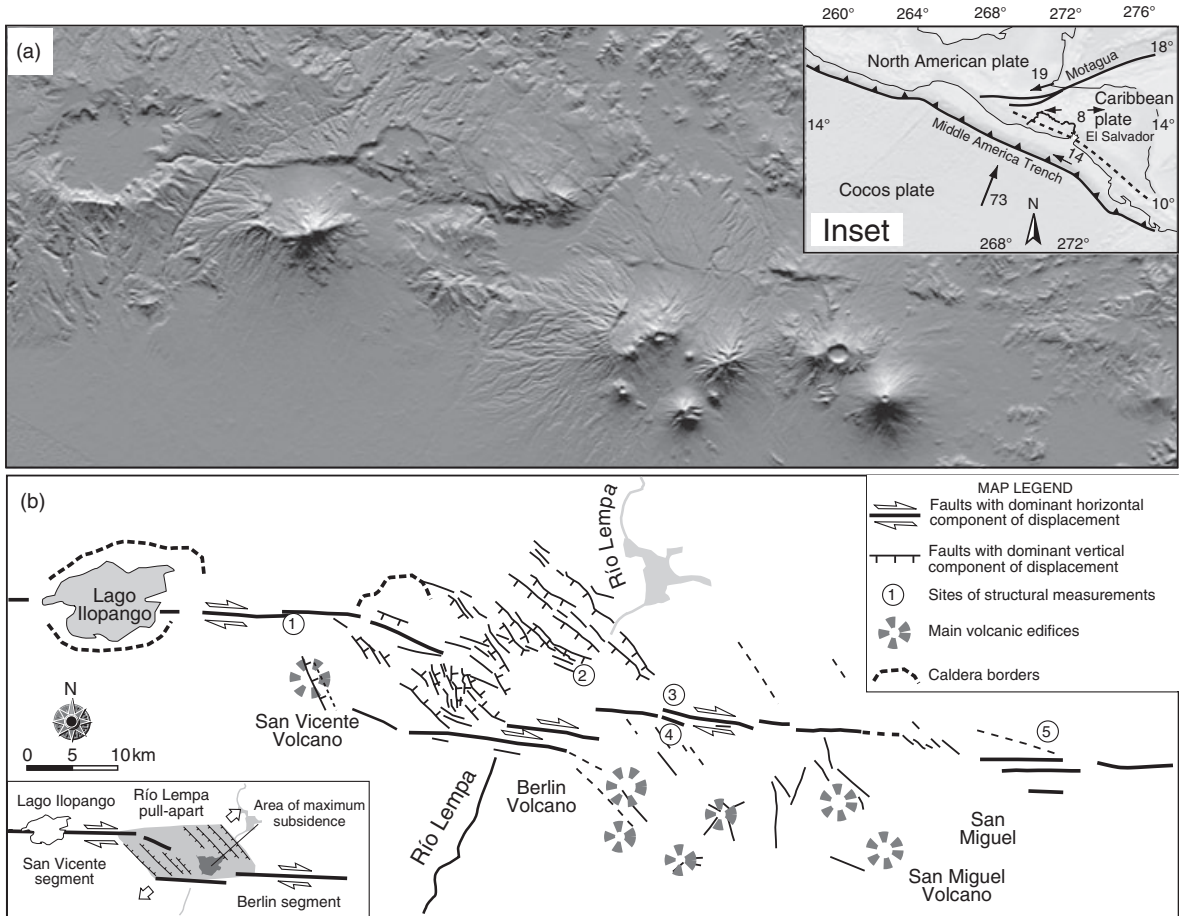 (a)
260°
264°
268°
272°
276°
North American plate
19
Motagua
18°
Caribbean
plate
8
El Salvador
14°
14°
Middle America Trench
14
Cocos plate
73
10°
N
Inset
268°
272°
(b)
Lago
Ilopango
Río Lempa
1
2
3
4
5
San Vicente
Volcano
N
0 5 10 km
Río Lempa
Berlin
Volcano
San
Miguel
San Miguel
Volcano
MAP LEGEND
Faults with dominant horizontal
component of displacement
Faults with dominant vertical
component of displacement
1
Sites of structural measurements
Main volcanic edifices
Caldera borders
Lago Ilopango
Río Lempa
pull-apart
Area of maximum
subsidence
San Vicente
segment
Berlin segment